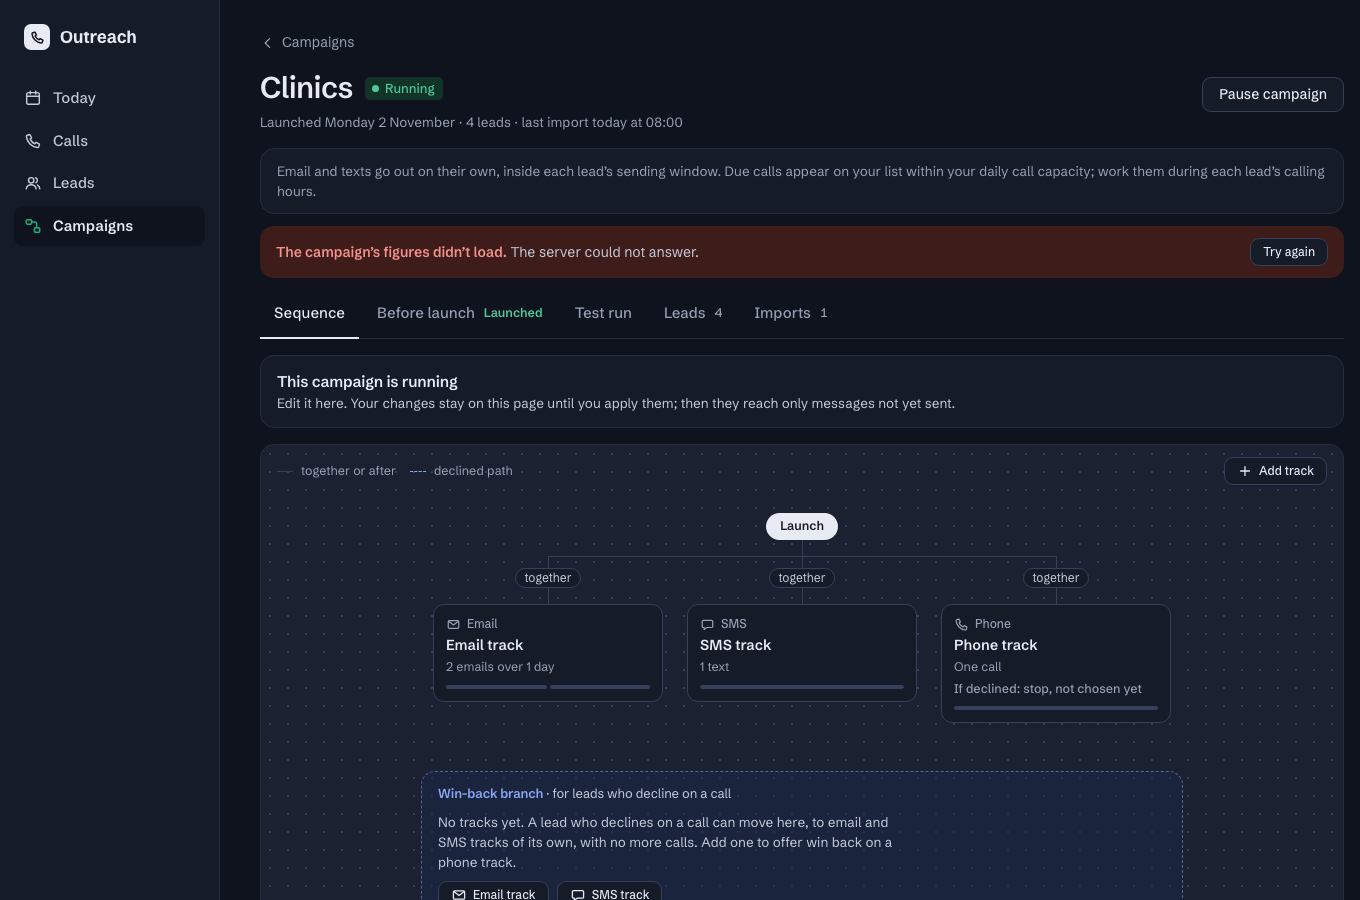 Outreach
Today
Calls
Leads
Campaigns
Campaigns
Clinics
Running
Pause campaign
Launched Monday 2 November · 4 leads · last import today at 08:00
Email and texts go out on their own, inside each lead’s sending window. Due calls appear on your list within your daily call capacity; work them during each lead’s calling
hours.
The campaign’s figures didn’t load. The server could not answer.
Try again
Sequence
Before launch Launched
Test run
Leads 4
Imports 1
This campaign is running
Edit it here. Your changes stay on this page until you apply them; then they reach only messages not yet sent.
together or after
declined path
Add track
Launch
together
together
together
Email
Email track
2 emails over 1 day
SMS
SMS track
1 text
Phone
Phone track
One call
If declined: stop, not chosen yet
Win-back branch · for leads who decline on a call
No tracks yet. A lead who declines on a call can move here, to email and
SMS tracks of its own, with no more calls. Add one to offer win back on a
phone track.
Email track
SMS track